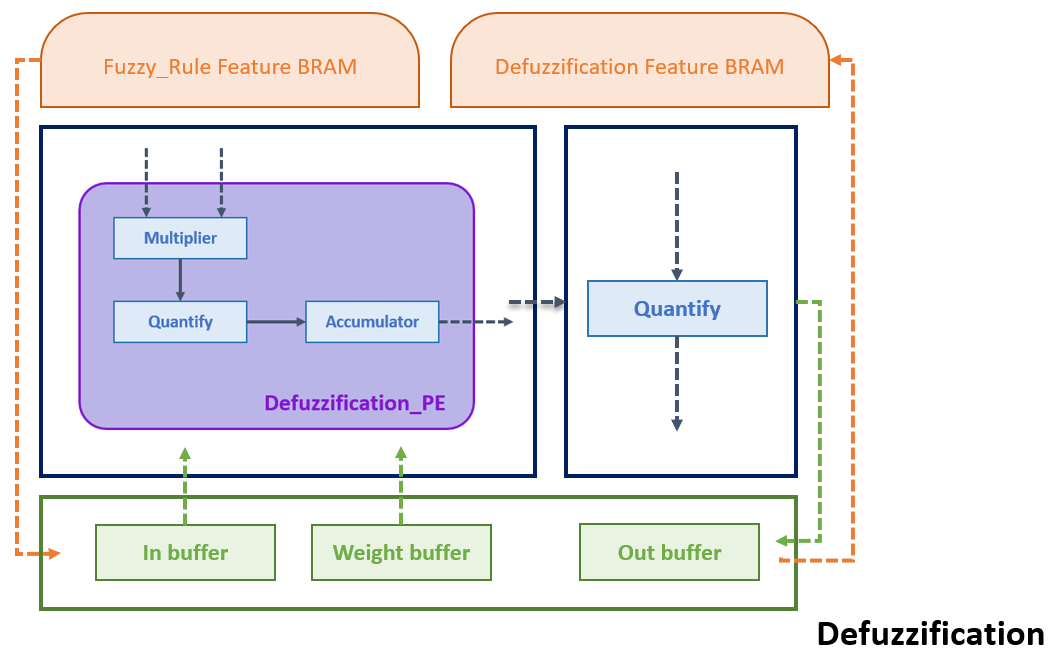 Fuzzy_Rule Feature BRAM
Defuzzification Feature BRAM
Multiplier
Quantify
Accumulator
Quantify
Defuzzification_PE
In buffer
Weight buffer
Out buffer
Defuzzification